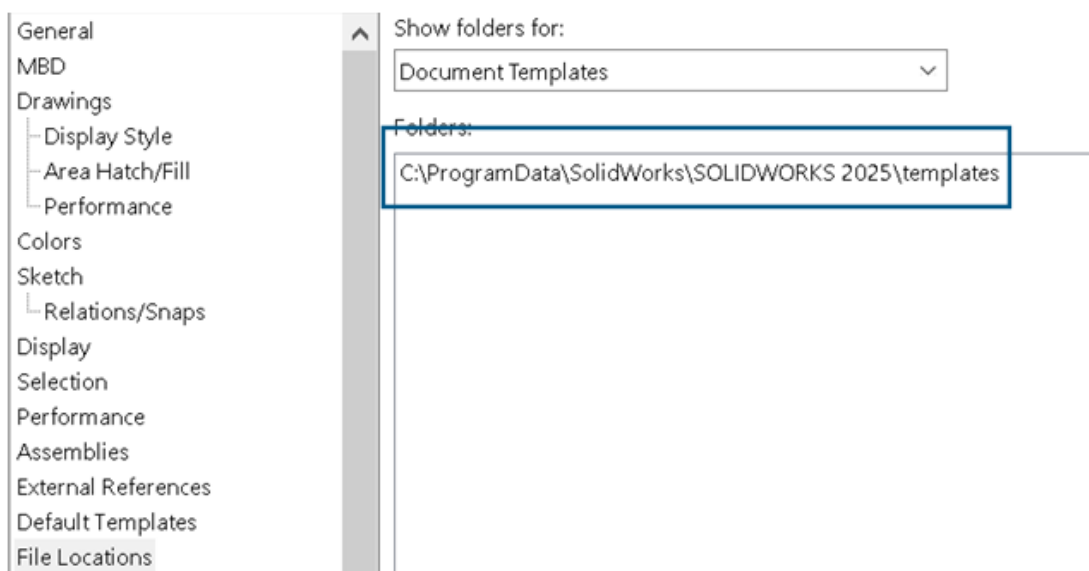 General
MBD
Drawings
Display Style
Area Hatch/Fill
Performance
Colors
Sketch
Relations/Snaps
Display
Selection
Performance
Assemblies
External References
Default Templates
File Locations
Show folders for:
Document Templates
Folders:
C:\ProgramData\SolidWorks\SOLIDWORKS 2025\templates